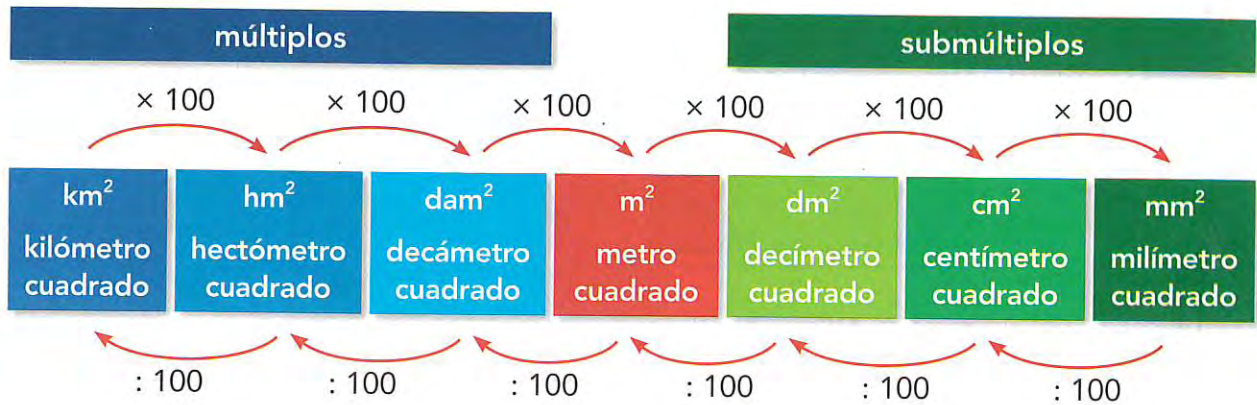 múltiplos
submúltiplos
× 100
× 100
× 100
× 100
× 100
× 100
km²
kilómetro
cuadrado
hm²
hectómetro
cuadrado
dam²
decámetro
cuadrado
m²
metro
cuadrado
dm²
decímetro
cuadrado
cm²
centímetro
cuadrado
mm²
milímetro
cuadrado
: 100
: 100
: 100
: 100
: 100
: 100